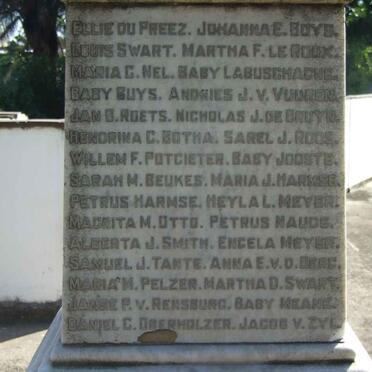 ELLIE DU PREEZ. JOHANNA E. BOYS.
LOUIS SWART. MARTHA F. LE ROUX.
MARIA C. NEL. BABY LABUSCHAGNE.
BABY BUYS. ANDRIES J. V. VUUREN.
JAN G. ROETS. NICHOLAS J. DE BRUYN.
HENDRINA C. BOTHA. SAREL J. ROOS.
WILLEM F. POTGIETER. BABY JOOSTE.
SARAH M. BEUKES. MARIA J. HARMSE.
PETRUS HARMSE. HEYLA L. MEYER.
MAGRITA M. OTTO. PETRUS NAUDE.
ALBERTA J. SMITH. ENGELA MEYER.
SAMUEL J. TANTE. ANNA E. V. D. BERG.
MARIA M. PELZER. MARTHA D. SWART.
JANSE P. V. RENSBURG. BABY MEANE.
DANIEL C. OBERHOLZER. JACOB V. ZYL.